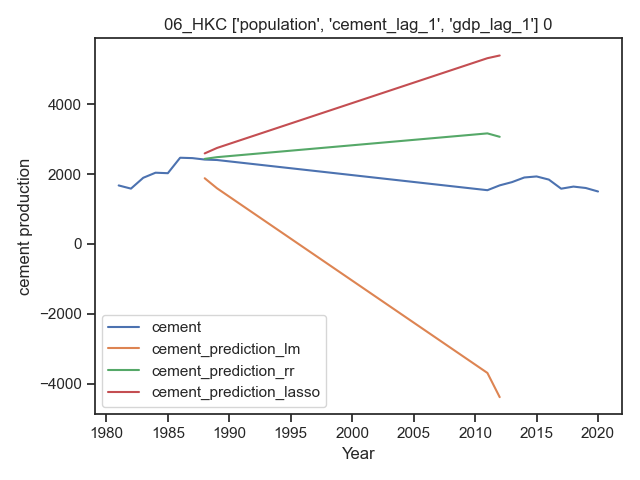 06_HKC ['population', 'cement_lag_1', 'gdp_lag_1'] 0
cement production
4000
2000
0
−2000
−4000
cement
cement_prediction_lm
cement_prediction_rr
cement_prediction_lasso
1980 1985 1990 1995 2000 2005 2010 2015 2020
Year